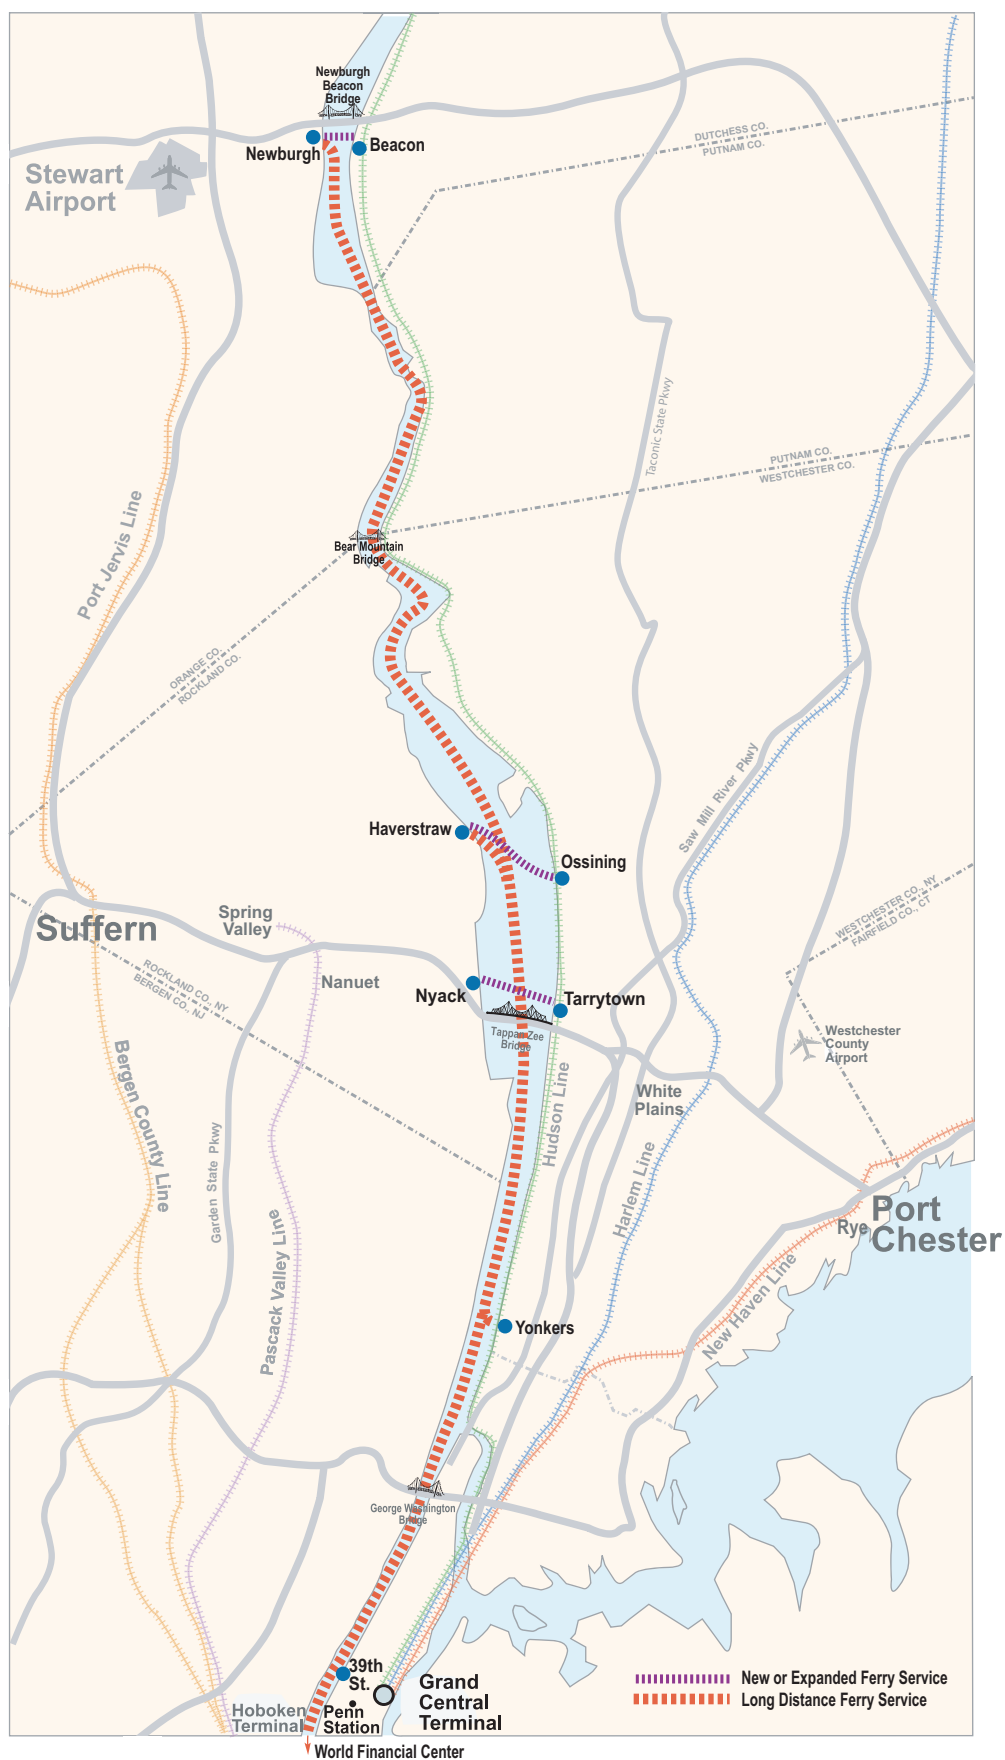 Newburgh
Beacon
Bridge
Newburgh
Beacon
Stewart
Airport
DUTCHESS CO.
PUTNAM CO.
Taconic State Pkwy
PUTNAM CO.
WESTCHESTER CO.
Port Jervis Line
Bear Mountain
Bridge
ORANGE CO.
ROCKLAND CO.
Saw Mill River Pkwy
Haverstraw
Ossining
WESTCHESTER CO., NY
FAIRFIELD CO., CT
Suffern
Spring
Valley
Nanuet
ROCKLAND CO., NY
BERGEN CO., NJ
Nyack
Tarrytown
Tappan Zee
Bridge
Westchester
County
Airport
White
Plains
Bergen County Line
Hudson Line
Garden State Pkwy
Harlem Line
Pascack Valley Line
Port
Chester
Rye
New Haven Line
Yonkers
George Washington
Bridge
39th
St.
Grand
Central
Terminal
Penn
Station
Hoboken
Terminal
World Financial Center
New or Expanded Ferry Service
Long Distance Ferry Service